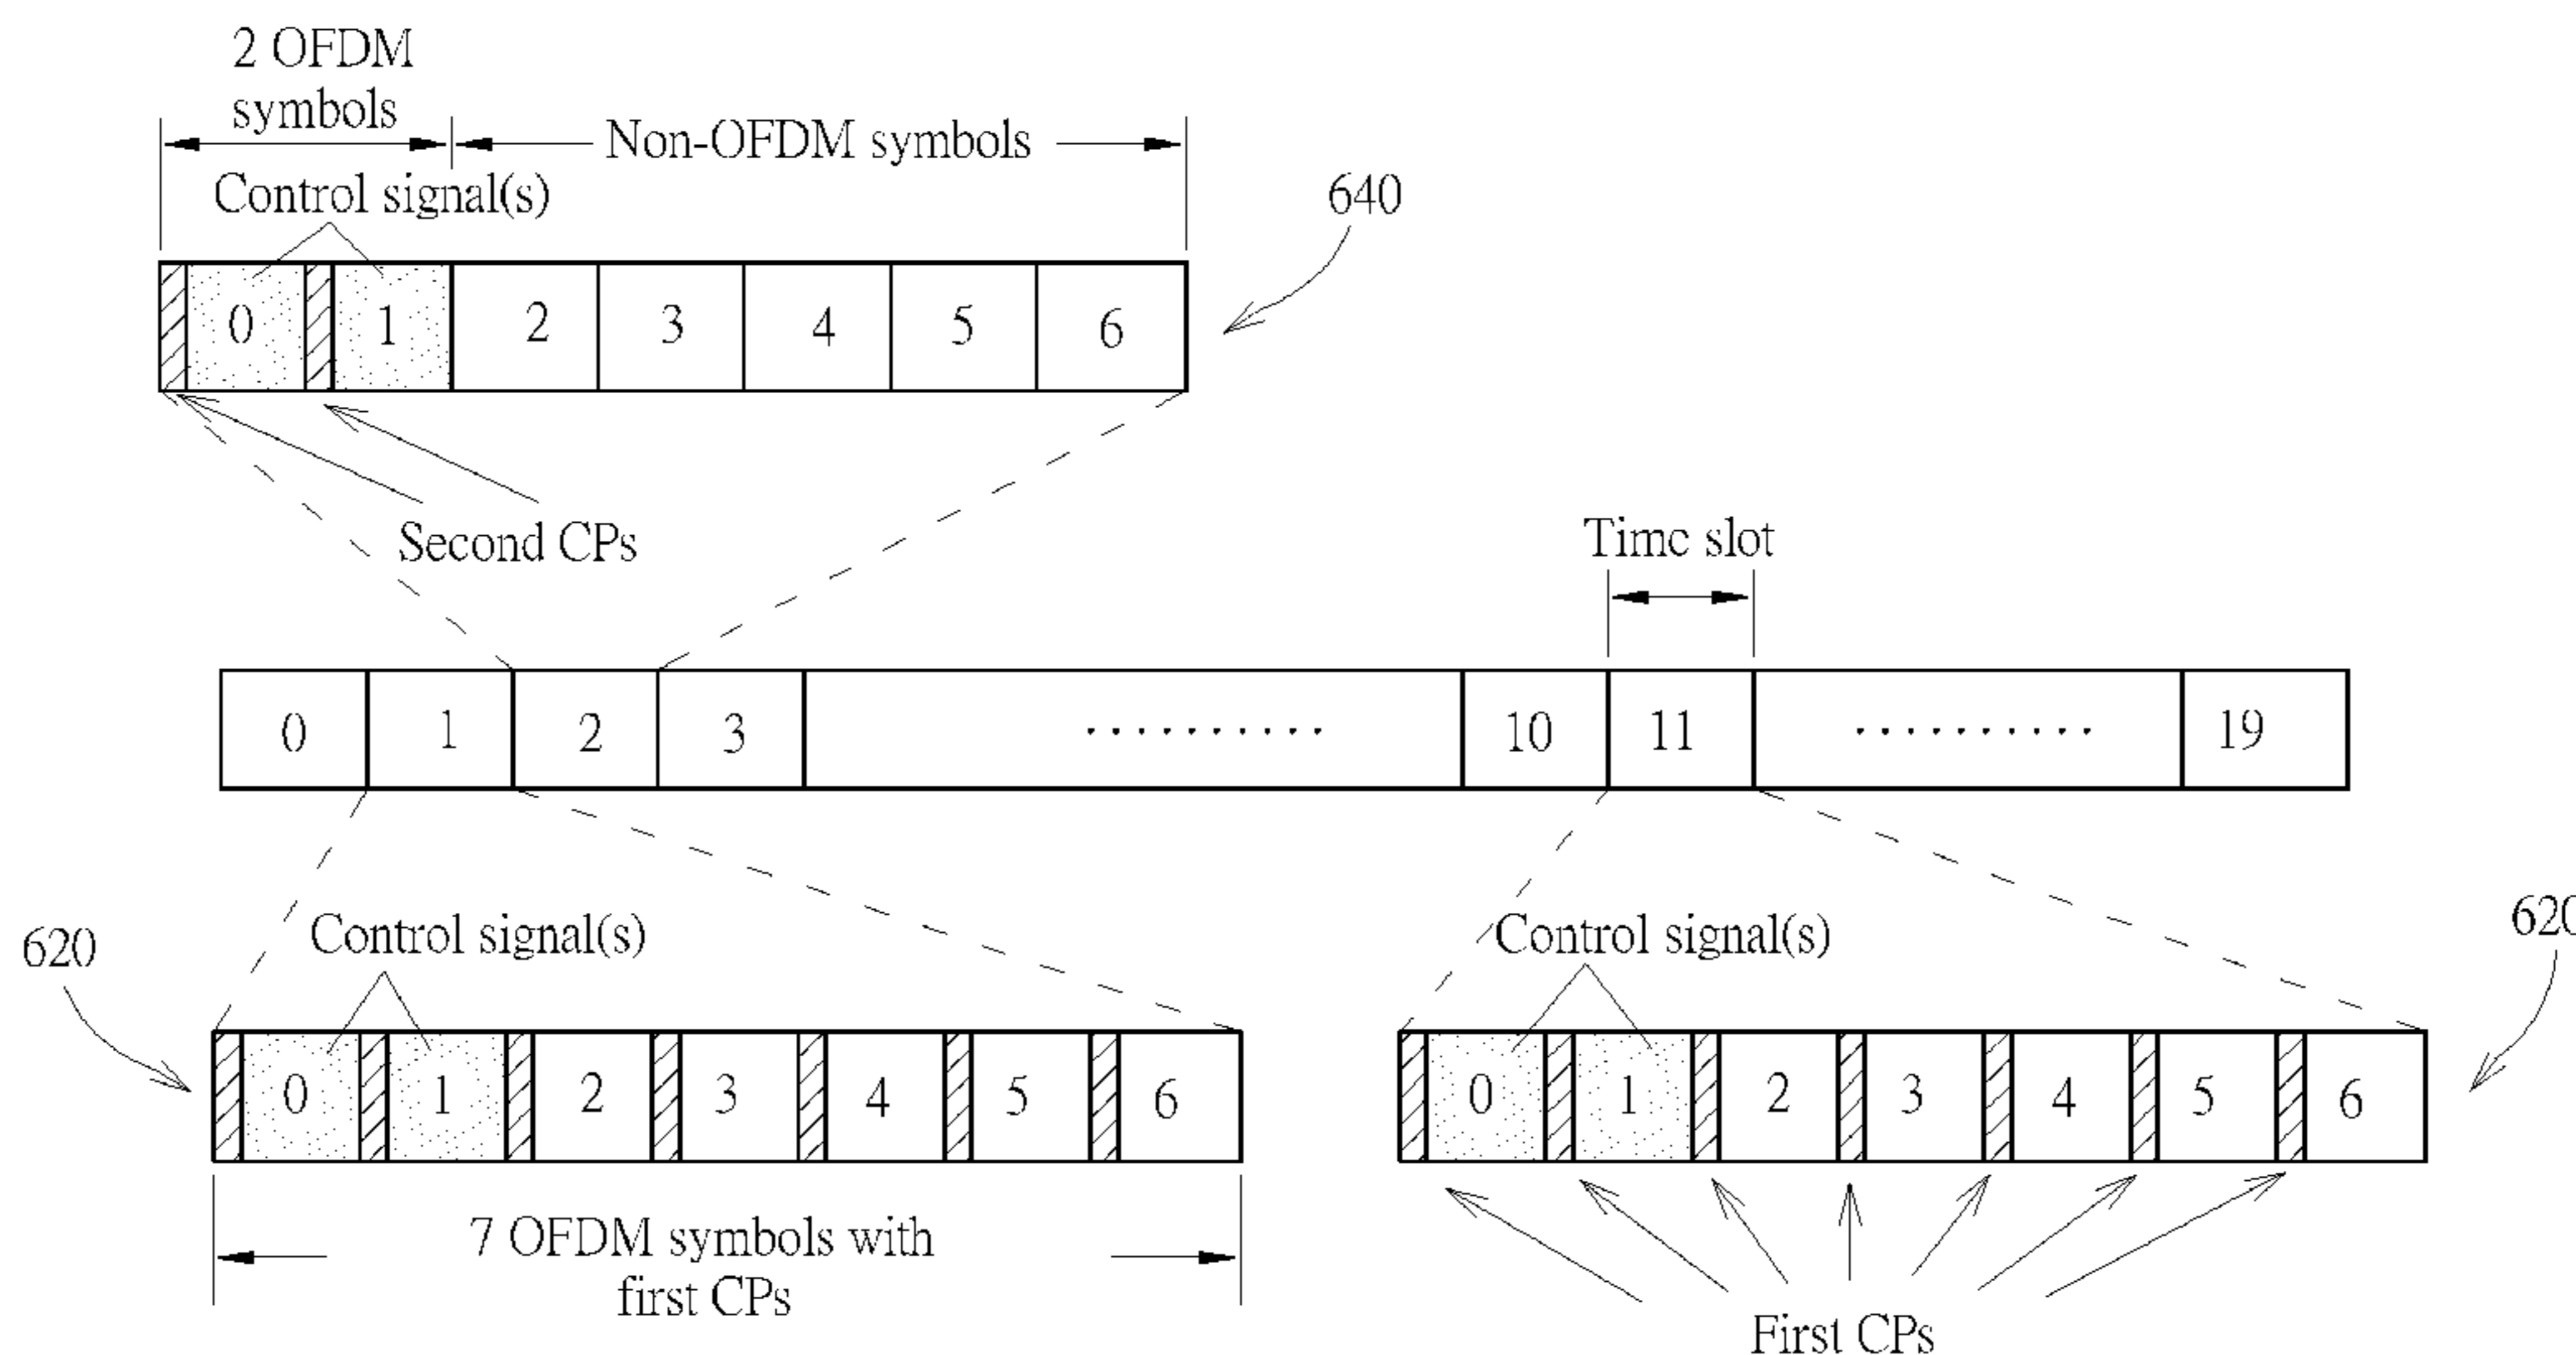 2 OFDM
symbols
Non-OFDM symbols
Control signal(s)
640
0 1 2 3 4 5 6
Second CPs
Timc slot
0 1 2 3 .......... 10 11 .......... 19
620
Control signal(s)
Control signal(s)
620
0 1 2 3 4 5 6
0 1 2 3 4 5 6
7 OFDM symbols with
first CPs
First CPs